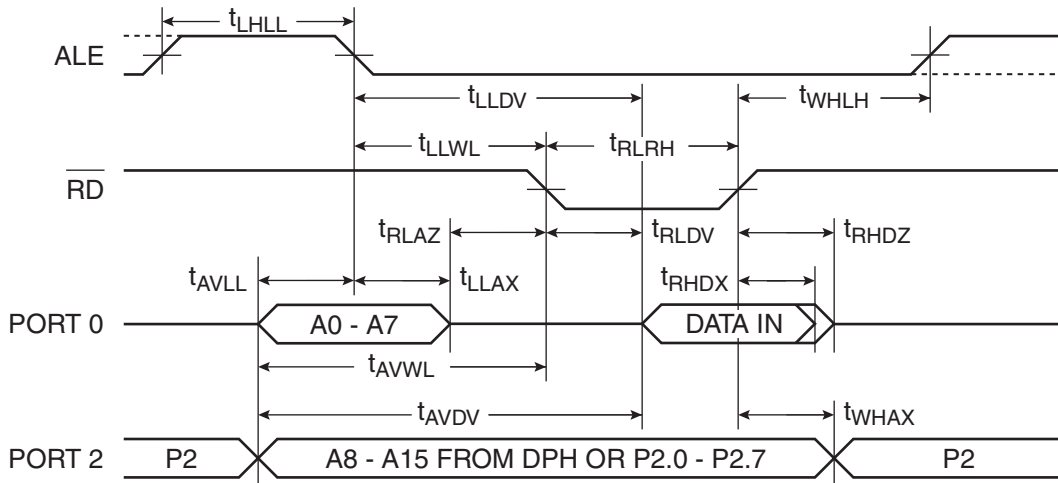 tLHLL
ALE
tLLDV
tWHLH
tLLWL
tRLRH
RD
tRLAZ
tRLDV
tRHDZ
tAVLL
tLLAX
tRHDX
PORT 0
A0 - A7
DATA IN
tAVWL
tAVDV
tWHAX
PORT 2
P2
A8 - A15 FROM DPH OR P2.0 - P2.7
P2